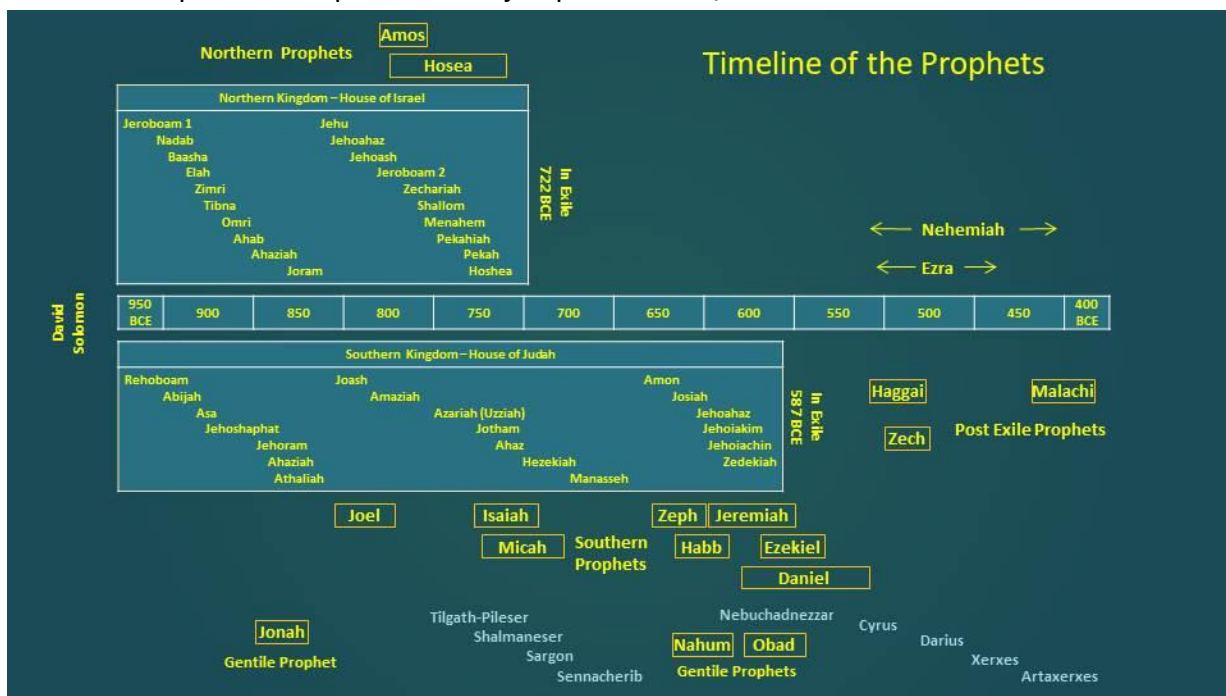 Timeline of the Prophets
Northern Prophets
Amos
Hosea
Northern Kingdom – House of Israel
Jeroboam 1
Nadab
Baasha
Elah
Zimri
Tibna
Omri
Ahab
Ahaziah
Joram
Jehu
Jehoahaz
Jehoash
Jeroboam 2
Zechariah
Shallom
Menahem
Pekahiah
Pekah
Hoshea
In Exile
722 BCE
Nehemiah
Ezra
David
Solomon
950 BCE 900 850 800 750 700 650 600 550 500 450 400 BCE
Southern Kingdom – House of Judah
Rehoboam
Abijah
Asa
Jehoshaphat
Jehoram
Ahaziah
Athaliah
Joash
Amaziah
Azariah (Uzziah)
Jotham
Ahaz
Hezekiah
Manasseh
Amon
Josiah
Jehoahaz
Jehoiakim
Jehoiachin
Zedekiah
In Exile
587 BCE
Haggai
Malachi
Zech
Post Exile Prophets
Joel
Isaiah
Micah
Southern
Prophets
Zeph
Jeremiah
Habb
Ezekiel
Daniel
Jonah
Gentile Prophet
Tilgath-Pileser
Shalmaneser
Sargon
Sennacherib
Nebuchadnezzar
Nahum
Obad
Gentile Prophets
Cyrus
Darius
Xerxes
Artaxerxes